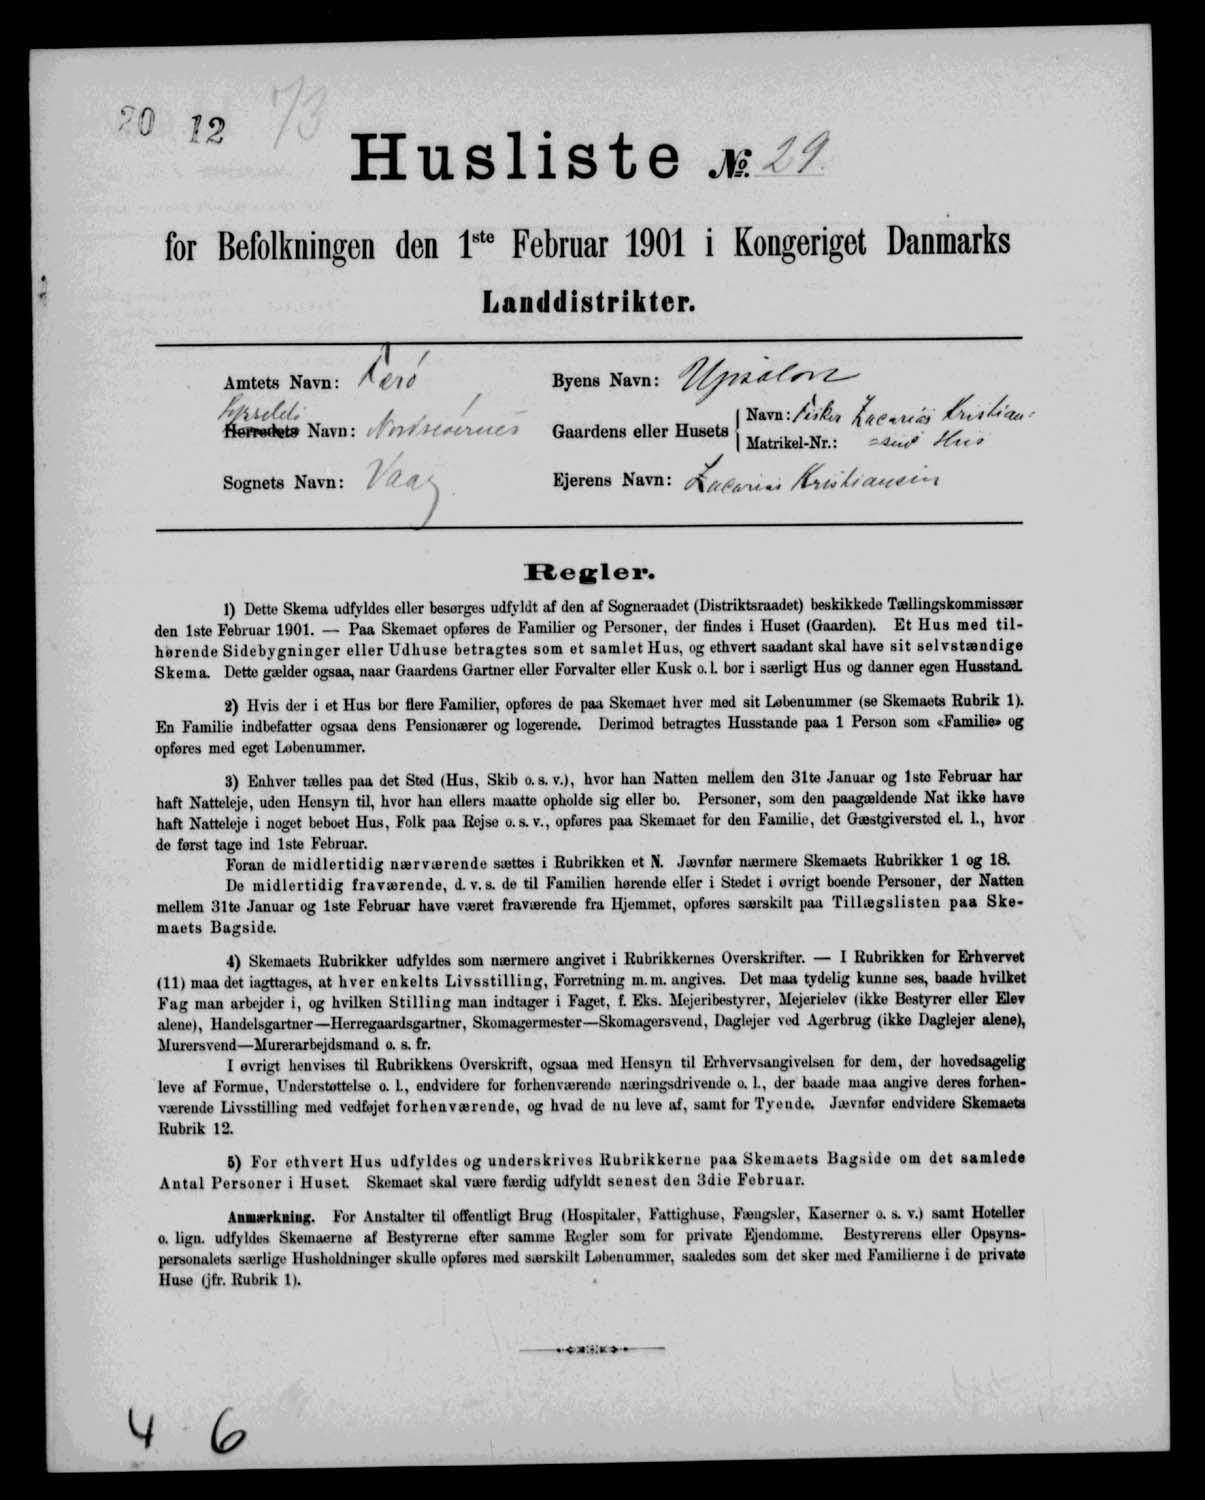 20 12 73
Husliste No. 29.
for Befolkningen den 1ste Februar 1901 i Kongeriget Danmarks
Landdistrikter.
Amtets Navn: Færø
Byens Navn: Upsalon
Syssels
Herredets Navn: Nordsøernes
Gaardens eller Husets
Navn: Fisker Zacarias Kristian=
Matrikel-Nr.: =sens Hus
Sognets Navn: Vaag.
Ejerens Navn: Zacarias Kristiansen
Regler.
1) Dette Skema udfyldes eller besørges udfyldt af den af Sogneraadet (Distriktsraadet) beskikkede Tællingskommissær
den 1ste Februar 1901. — Paa Skemaet opføres de Familier og Personer, der findes i Huset (Gaarden). Et Hus med til-
hørende Sidebygninger eller Udhuse betragtes som et samlet Hus, og ethvert saadant skal have sit selvstændige
Skema. Dette gælder ogsaa, naar Gaardens Gartner eller Forvalter eller Kusk o. l. bor i særligt Hus og danner egen Husstand.
2) Hvis der i et Hus bor flere Familier, opføres de paa Skemaet hver med sit Løbenummer (se Skemaets Rubrik 1).
En Familie indbefatter ogsaa dens Pensionærer og logerende. Derimod betragtes Husstande paa 1 Person som «Familie» og
opføres med eget Løbenummer.
3) Enhver tælles paa det Sted (Hus, Skib o. s. v.), hvor han Natten mellem den 31te Januar og 1ste Februar har
haft Natteleje, uden Hensyn til, hvor han ellers maatte opholde sig eller bo. Personer, som den paagældende Nat ikke have
haft Natteleje i noget beboet Hus, Folk paa Rejse o. s. v., opføres paa Skemaet for den Familie, det Gæstgiversted el. l., hvor
de først tage ind 1ste Februar.
Foran de midlertidig nærværende sættes i Rubrikken et N. Jævnfør nærmere Skemaets Rubrikker 1 og 18.
De midlertidig fraværende, d. v. s. de til Familien hørende eller i Stedet i øvrigt boende Personer, der Natten
mellem 31te Januar og 1ste Februar have været fraværende fra Hjemmet, opføres særskilt paa Tillægslisten paa Ske-
maets Bagside.
4) Skemaets Rubrikker udfyldes som nærmere angivet i Rubrikkernes Overskrifter. — I Rubrikken for Erhvervet
(11) maa det iagttages, at hver enkelts Livsstilling, Forretning m. m. angives. Det maa tydelig kunne ses, baade hvilket
Fag man arbejder i, og hvilken Stilling man indtager i Faget, f. Eks. Mejeribestyrer, Mejerielev (ikke Bestyrer eller Elev
alene), Handelsgartner—Herregaardsgartner, Skomagermester—Skomagersvend, Daglejer ved Agerbrug (ikke Daglejer alene),
Murersvend—Murerarbejdsmand o. s. fr.
I øvrigt henvises til Rubrikkens Overskrift, ogsaa med Hensyn til Erhvervsangivelsen for dem, der hovedsagelig
leve af Formue, Understøttelse o. l., endvidere for forhenværende næringsdrivende o. l., der baade maa angive deres forhen-
værende Livsstilling med vedføjet forhenværende, og hvad de nu leve af, samt for Tyende. Jævnfør endvidere Skemaets
Rubrik 12.
5) For ethvert Hus udfyldes og underskrives Rubrikkerne paa Skemaets Bagside om det samlede
Antal Personer i Huset. Skemaet skal være færdig udfyldt senest den 3die Februar.
Anmærkning. For Anstalter til offentligt Brug (Hospitaler, Fattighuse, Fængsler, Kaserner o. s. v.) samt Hoteller
o. lign. udfyldes Skemaerne af Bestyrerne efter samme Regler som for private Ejendomme. Bestyrerens eller Opsyns-
personalets særlige Husholdninger skulle opføres med særskilt Løbenummer, saaledes som det sker med Familierne i de private
Huse (jfr. Rubrik 1).
4 6